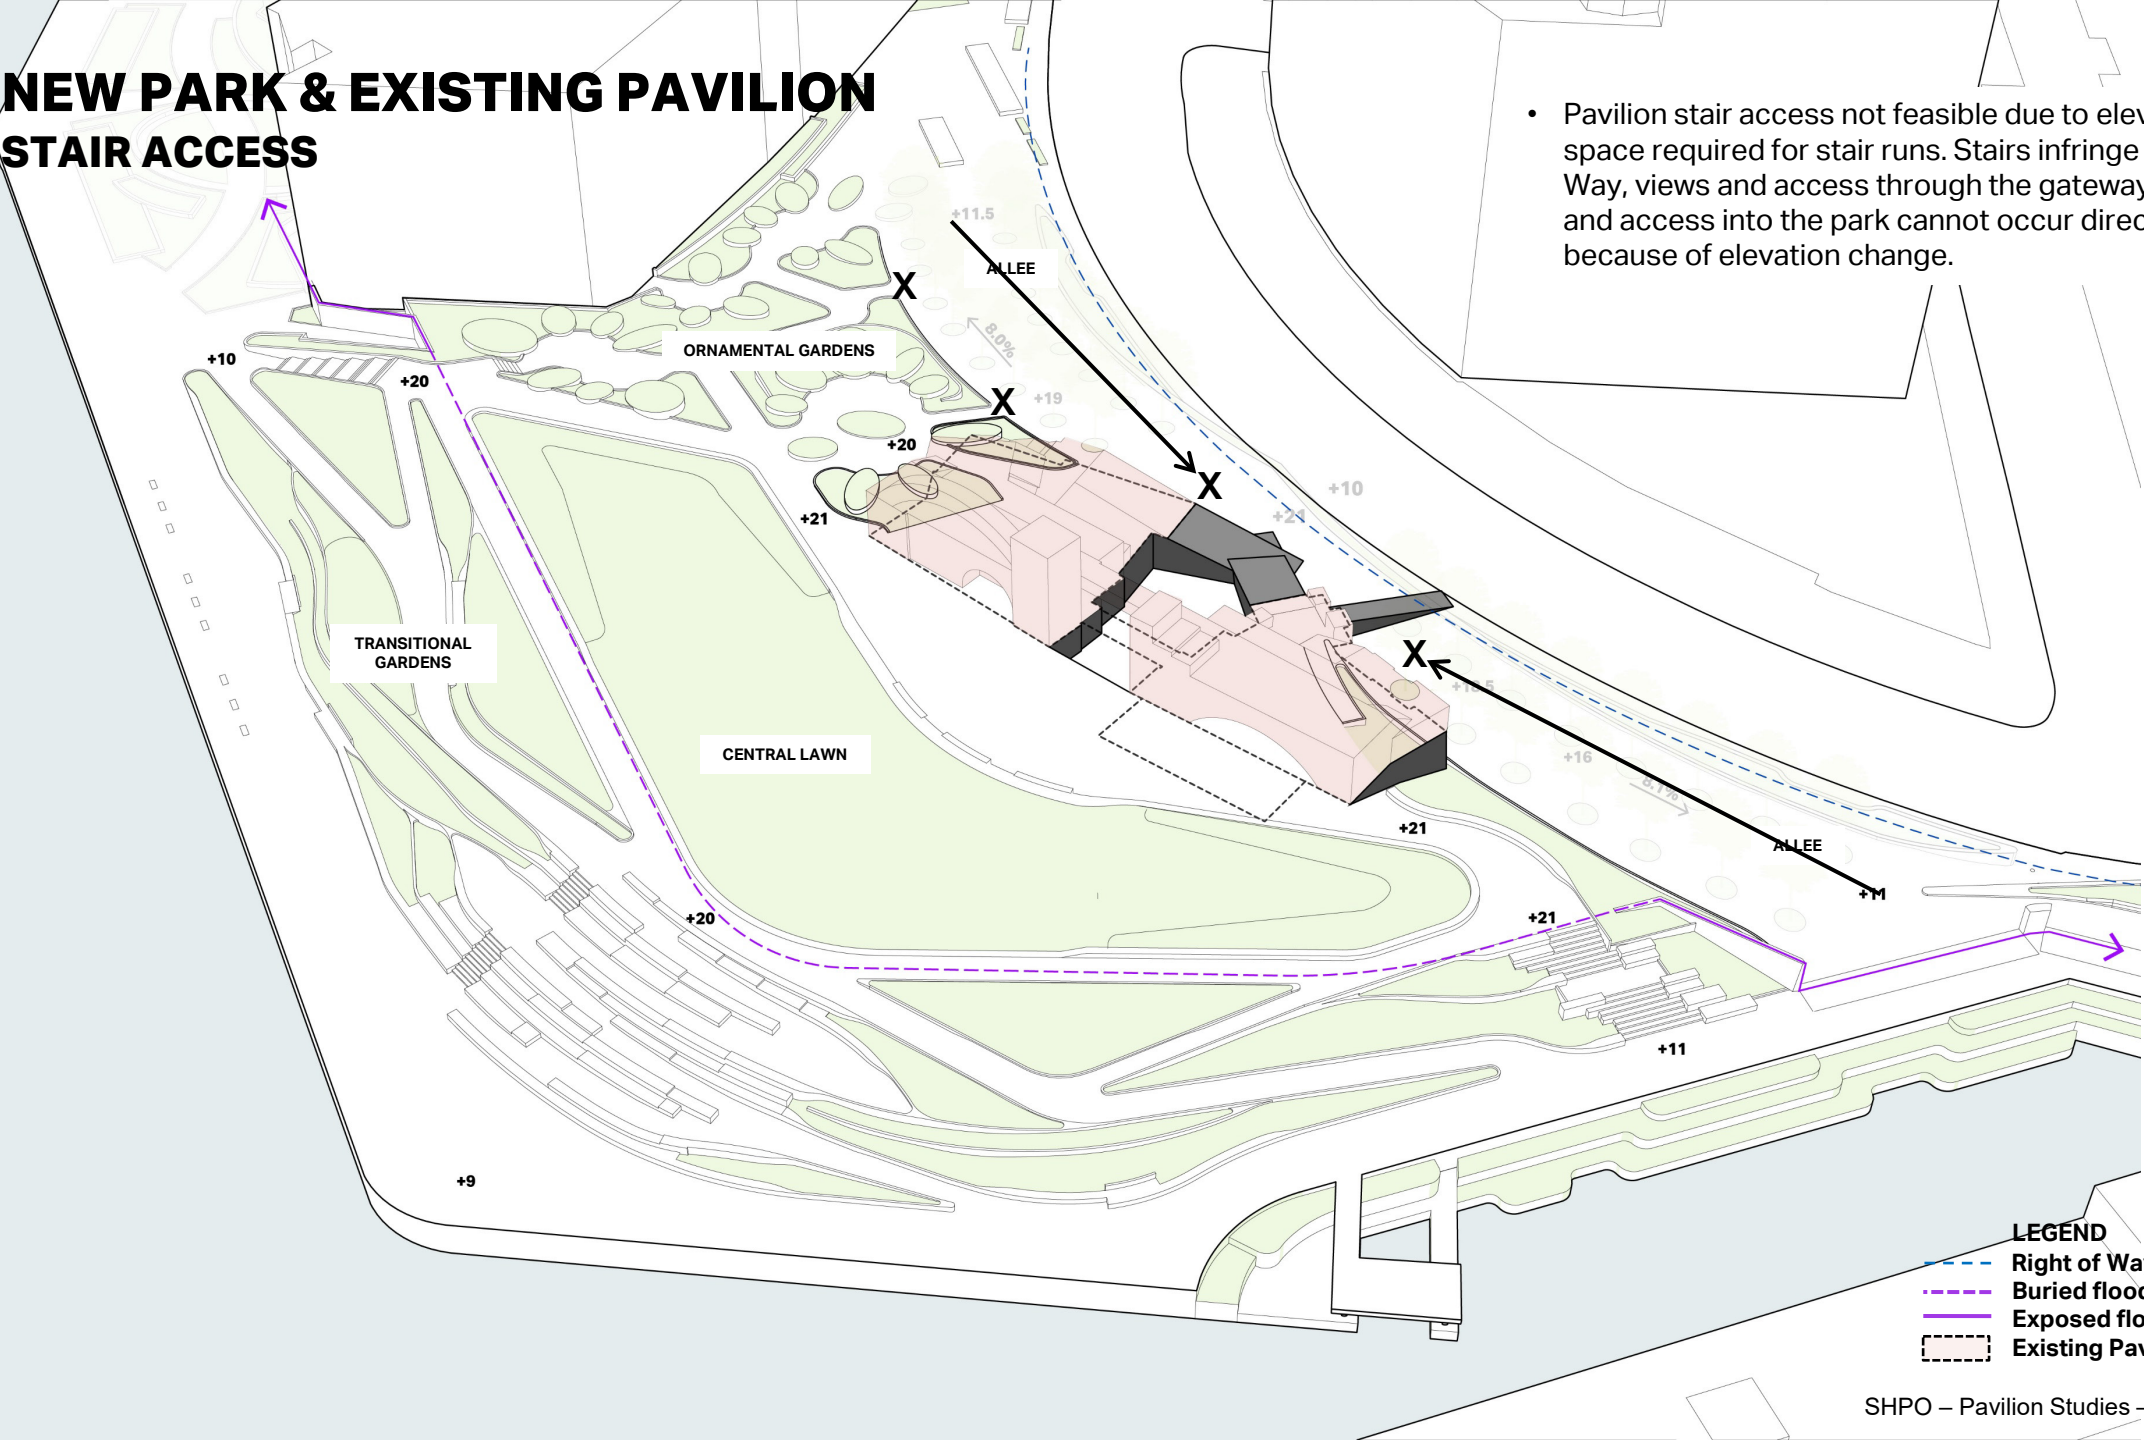 NEW PARK & EXISTING PAVILION
STAIR ACCESS
• Pavilion stair access not feasible due to elev
space required for stair runs. Stairs infringe
Way, views and access through the gateway
and access into the park cannot occur direc
because of elevation change.
+11.5
ALLEE
X
8.0%
ORNAMENTAL GARDENS
+10
+20
X
+19
+20
X
+10
+21
+21
TRANSITIONAL
GARDENS
X
CENTRAL LAWN
+16
8.1%
+21
ALLEE
+11
+20
+21
+11
+9
LEGEND
Right of Wa
Buried flood
Exposed flo
Existing Pav
SHPO – Pavilion Studies –